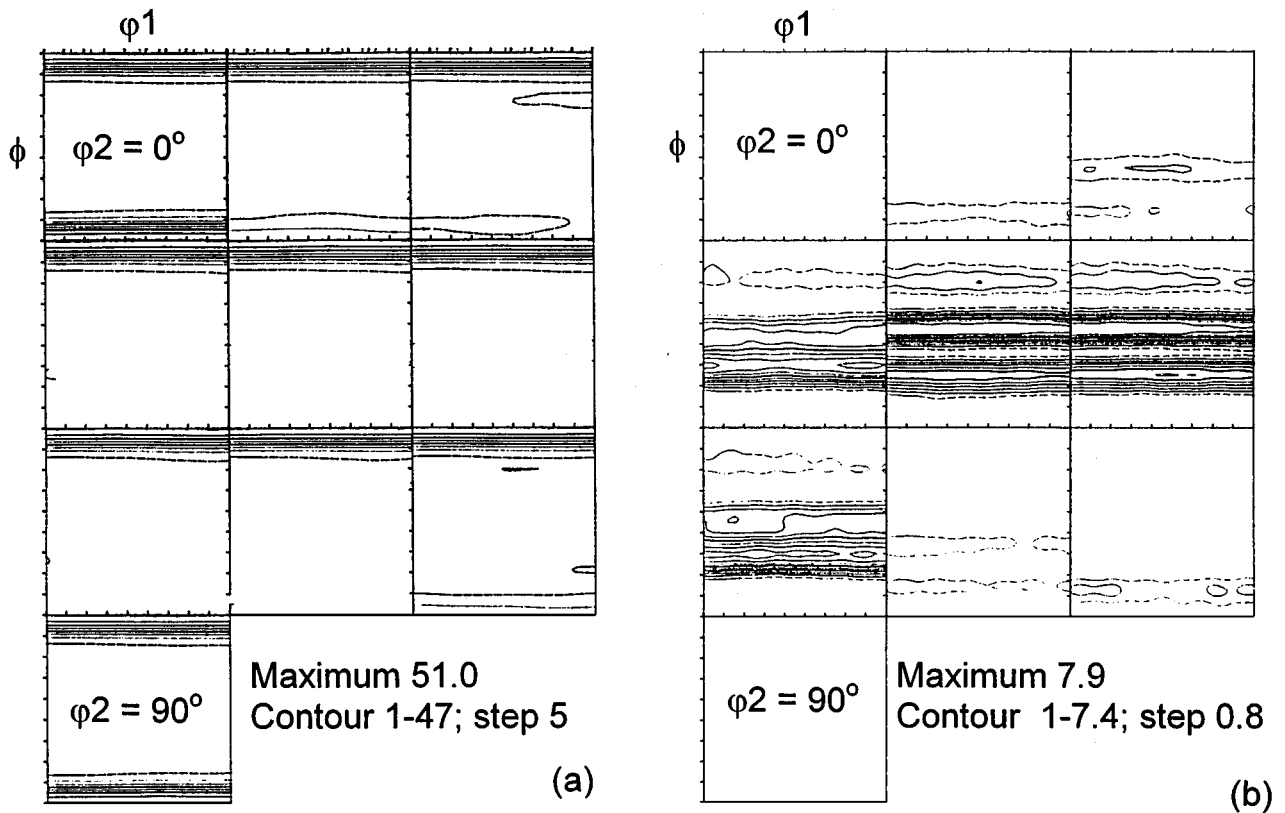 φ1
ϕ
φ2 = 0°
φ2 = 90°
Maximum 51.0
Contour 1-47; step 5
(a)
φ1
ϕ
φ2 = 0°
φ2 = 90°
Maximum 7.9
Contour 1-7.4; step 0.8
(b)